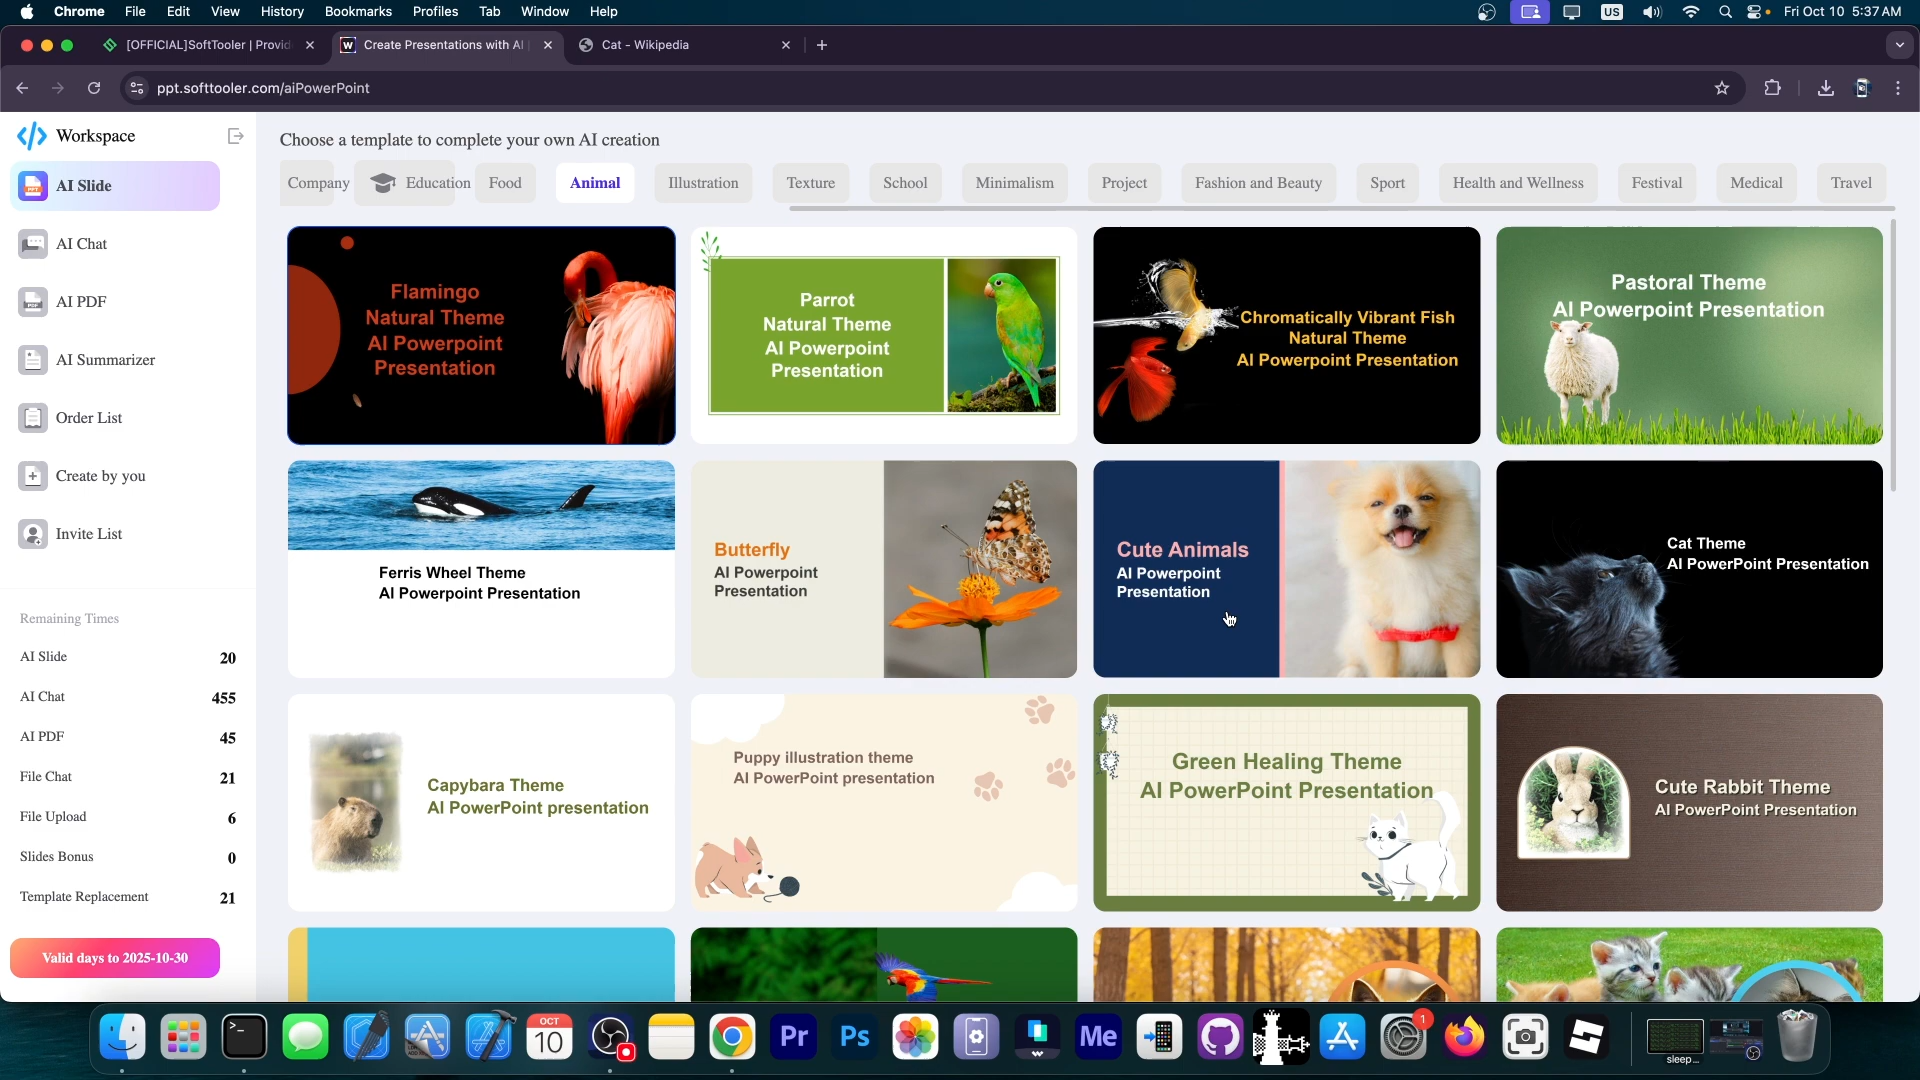 Chrome File Edit View History Bookmarks Profiles Tab Window Help US Fri Oct 10 5:37 AM
[OFFICIAL]SoftTooler | Provid Create Presentations with AI Cat - Wikipedia
ppt.softtooler.com/aiPowerPoint
Workspace
AI Slide
AI Chat
AI PDF
AI Summarizer
Order List
Create by you
Invite List
Remaining Times
AI Slide 20
AI Chat 455
AI PDF 45
File Chat 21
File Upload 6
Slides Bonus 0
Template Replacement 21
Valid days to 2025-10-30
Choose a template to complete your own AI creation
Company Education Food Animal Illustration Texture School Minimalism Project Fashion and Beauty Sport Health and Wellness Festival Medical Travel
Flamingo
Natural Theme
AI Powerpoint
Presentation
Parrot
Natural Theme
AI Powerpoint
Presentation
Chromatically Vibrant Fish
Natural Theme
AI Powerpoint Presentation
Pastoral Theme
AI Powerpoint Presentation
Ferris Wheel Theme
AI Powerpoint Presentation
Butterfly
AI Powerpoint
Presentation
Cute Animals
AI Powerpoint
Presentation
Cat Theme
AI PowerPoint Presentation
Capybara Theme
AI PowerPoint presentation
Puppy illustration theme
AI PowerPoint presentation
Green Healing Theme
AI PowerPoint Presentation
Cute Rabbit Theme
AI PowerPoint Presentation
OCT
10
Pr
Ps
Me
1
sleep...